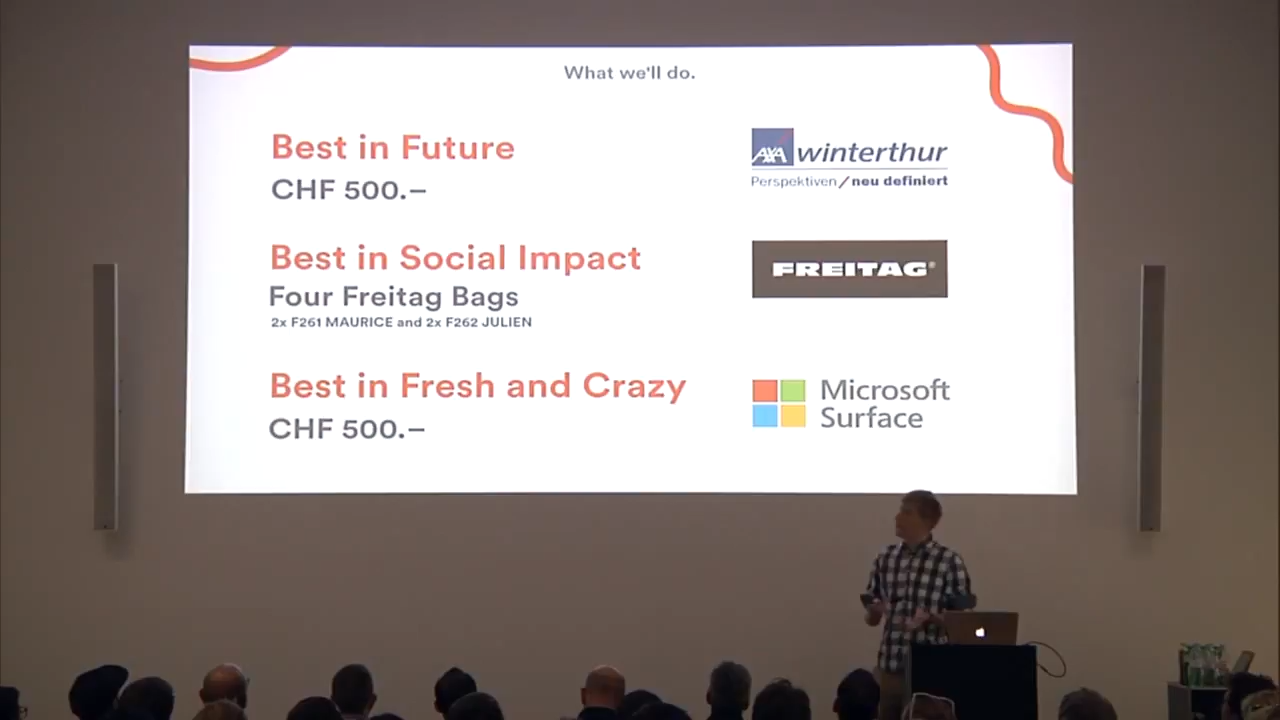 What we'll do.
Best in Future
CHF 500.–
AXA winterthur
Perspektiven / neu definiert
Best in Social Impact
Four Freitag Bags
2x F261 MAURICE and 2x F262 JULIEN
FREITAG®
Best in Fresh and Crazy
CHF 500.–
Microsoft
Surface